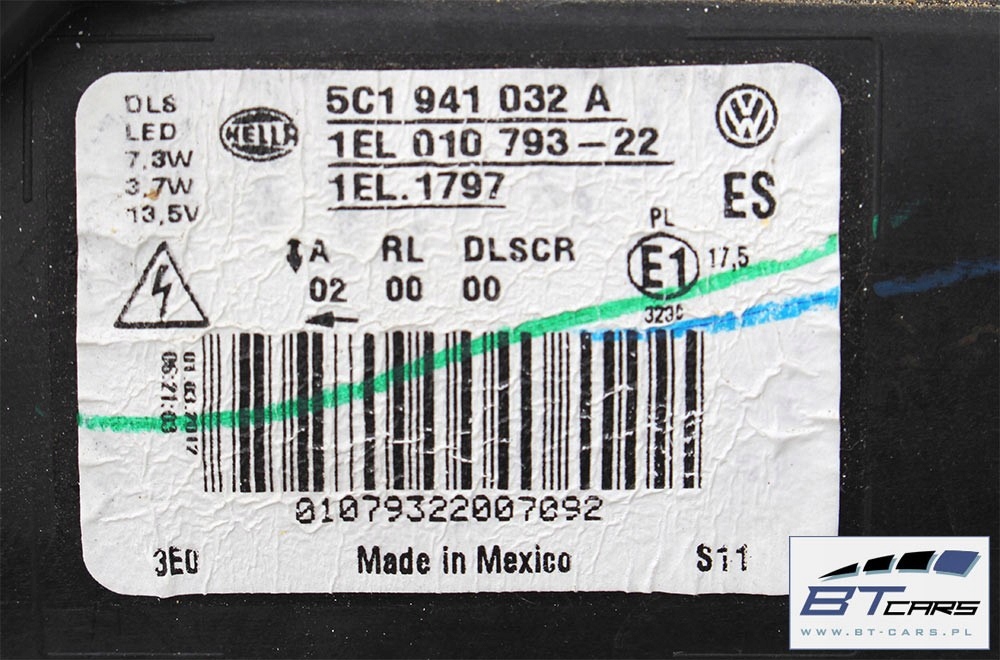 DLS
LED
7.3W
3.7W
13,5V
HELLA
5C1 941 032 A
1EL 010 793-22
1EL.1797
ES
A RL DLSCR
02 00 00
PL
E1 17,5
01.03.2012
06:21:03
01079322007092
3E0 Made in Mexico S11
BT CARS
WWW.BT-CARS.PL